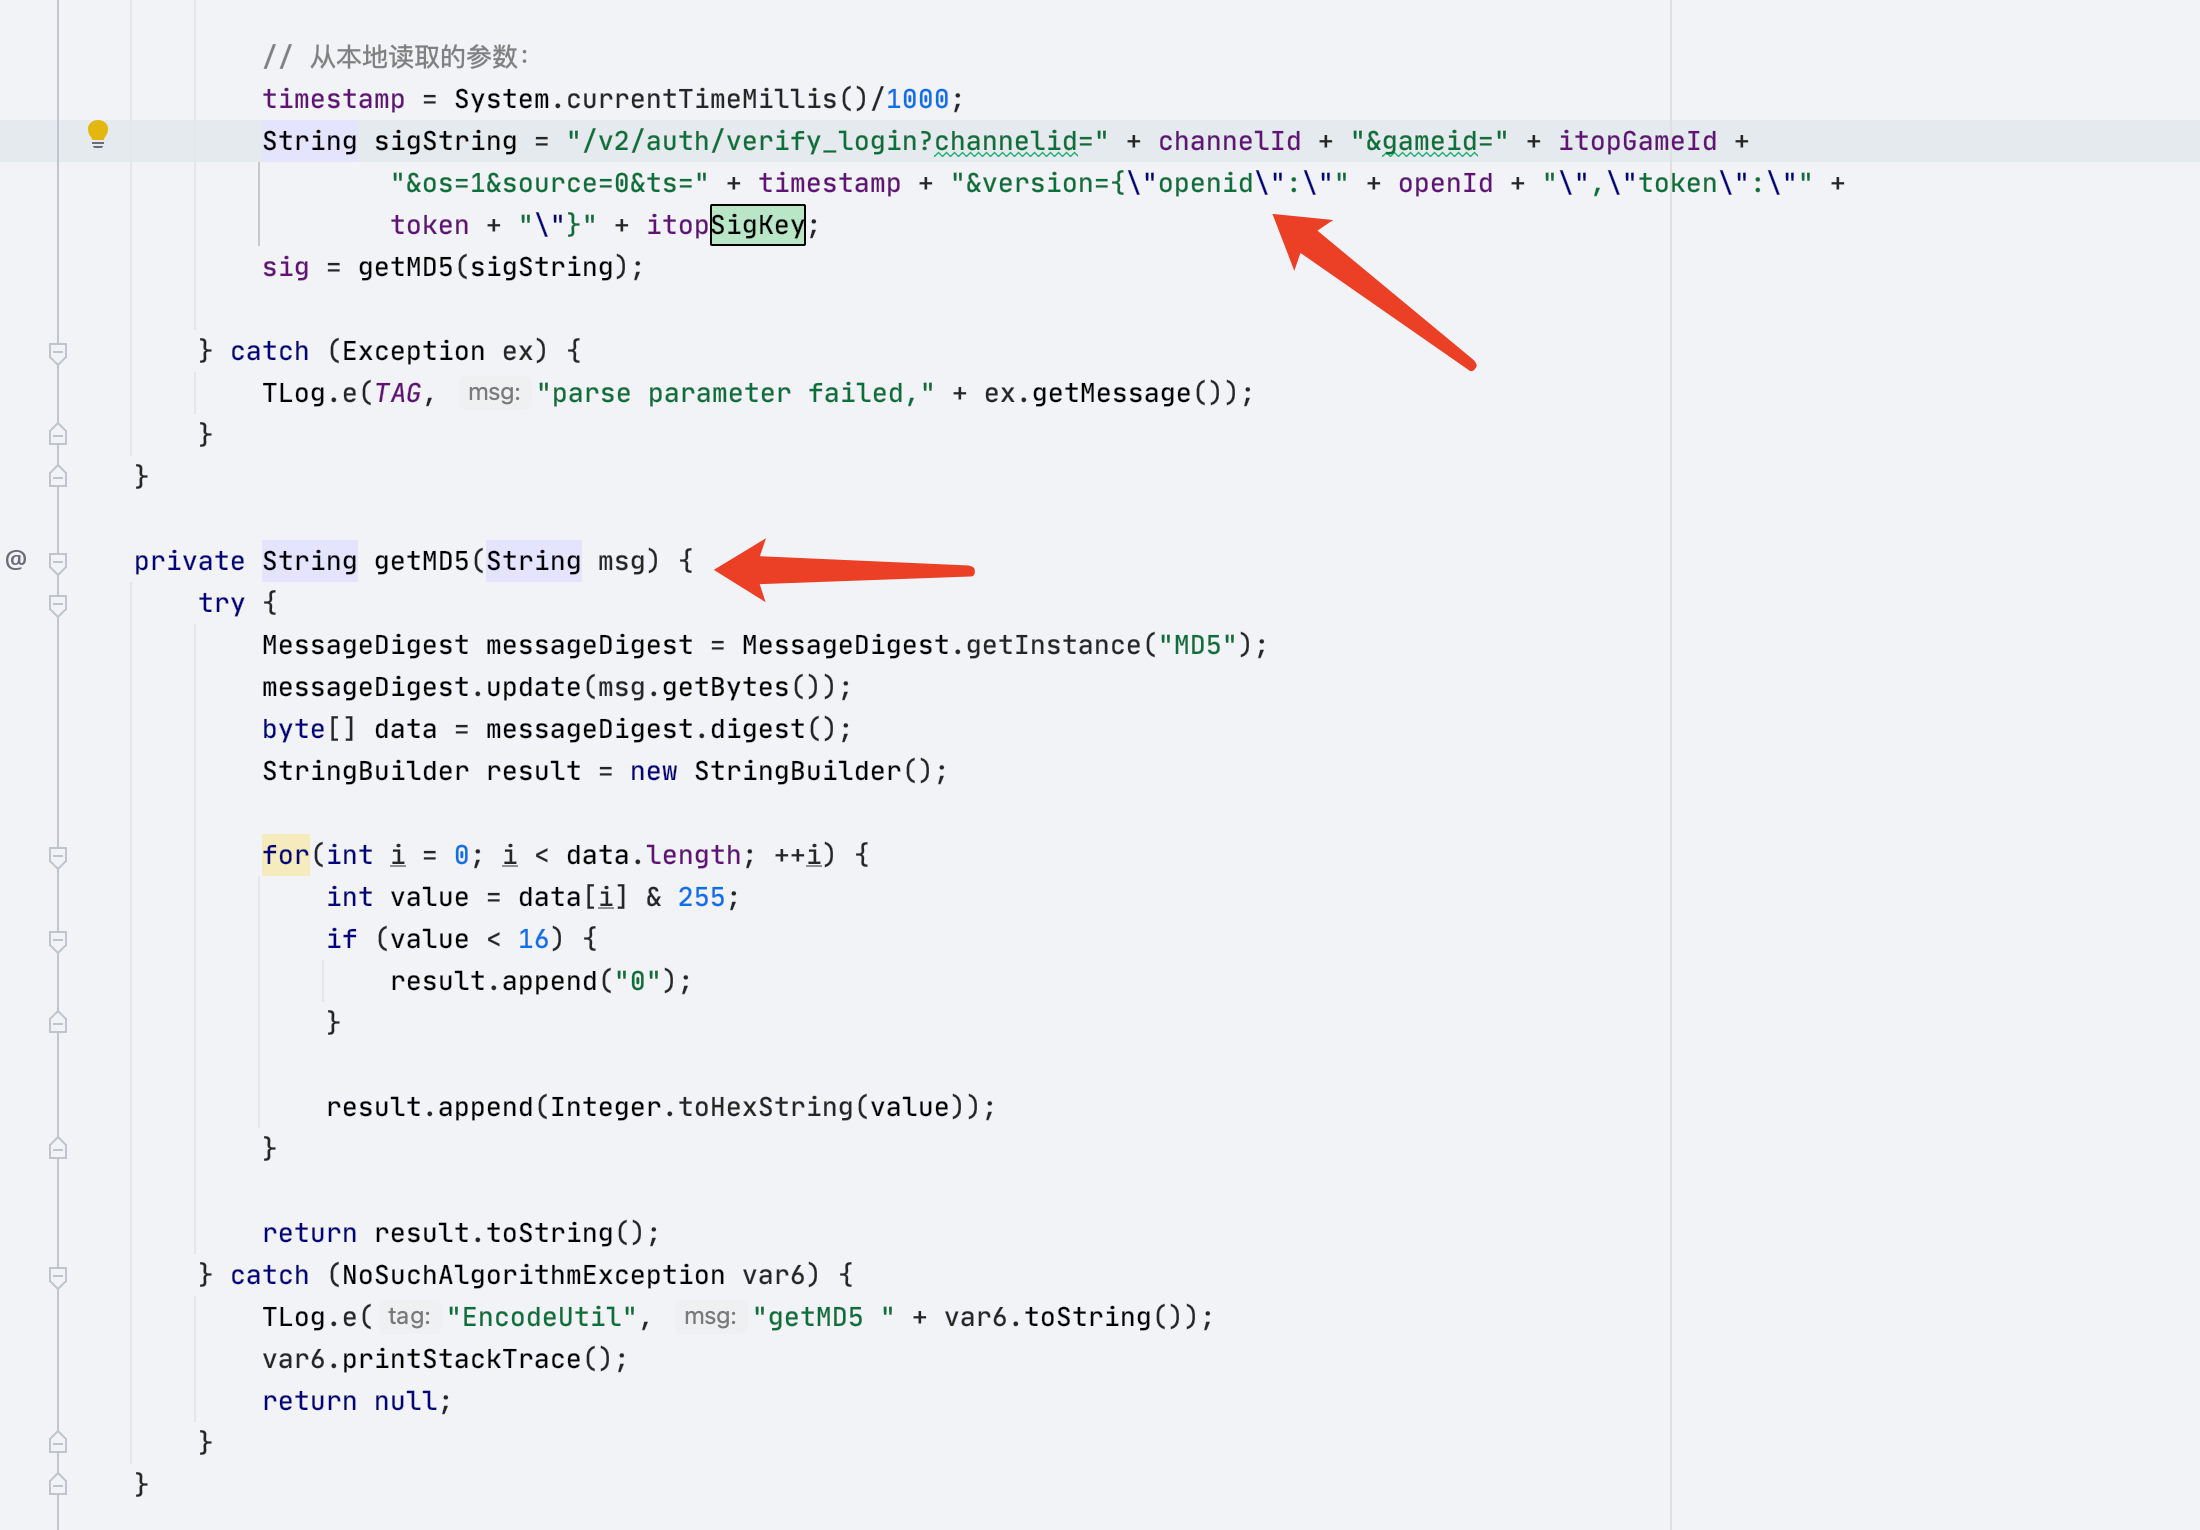 // 从本地读取的参数:
timestamp = System.currentTimeMillis()/1000;
String sigString = "/v2/auth/verify_login?channelid=" + channelId + "&gameid=" + itopGameId +
"&os=1&source=0&ts=" + timestamp + "&version={\"openid\":\"" + openId + "\",\"token\":\"" +
token + "\"}" + itopSigKey;
sig = getMD5(sigString);
} catch (Exception ex) {
TLog.e(TAG, msg: "parse parameter failed," + ex.getMessage());
}
}
@ private String getMD5(String msg) {
try {
MessageDigest messageDigest = MessageDigest.getInstance("MD5");
messageDigest.update(msg.getBytes());
byte[] data = messageDigest.digest();
StringBuilder result = new StringBuilder();
for(int i = 0; i < data.length; ++i) {
int value = data[i] & 255;
if (value < 16) {
result.append("0");
}
result.append(Integer.toHexString(value));
}
return result.toString();
} catch (NoSuchAlgorithmException var6) {
TLog.e( tag: "EncodeUtil", msg: "getMD5 " + var6.toString());
var6.printStackTrace();
return null;
}
}